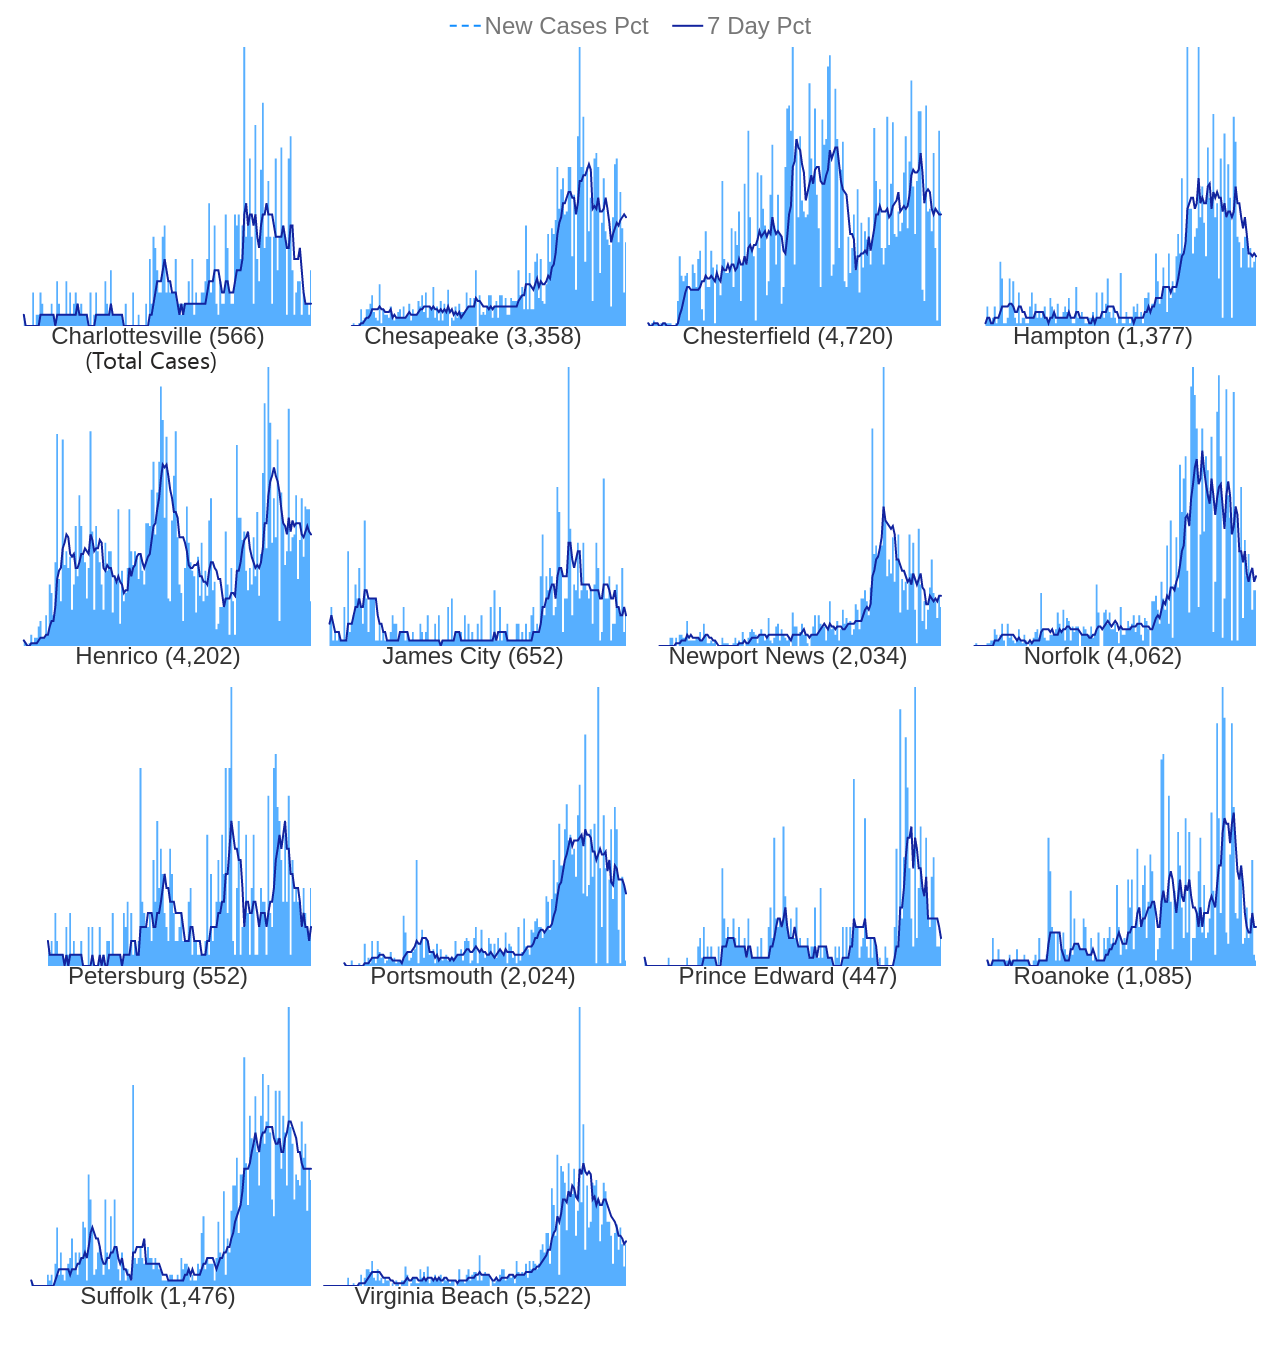 New Cases Pct 7 Day Pct
Charlottesville (566) Chesapeake (3,358) Chesterfield (4,720) Hampton (1,377)
(Total Cases)
Henrico (4,202) James City (652) Newport News (2,034) Norfolk (4,062)
Petersburg (552) Portsmouth (2,024) Prince Edward (447) Roanoke (1,085)
Suffolk (1,476) Virginia Beach (5,522)